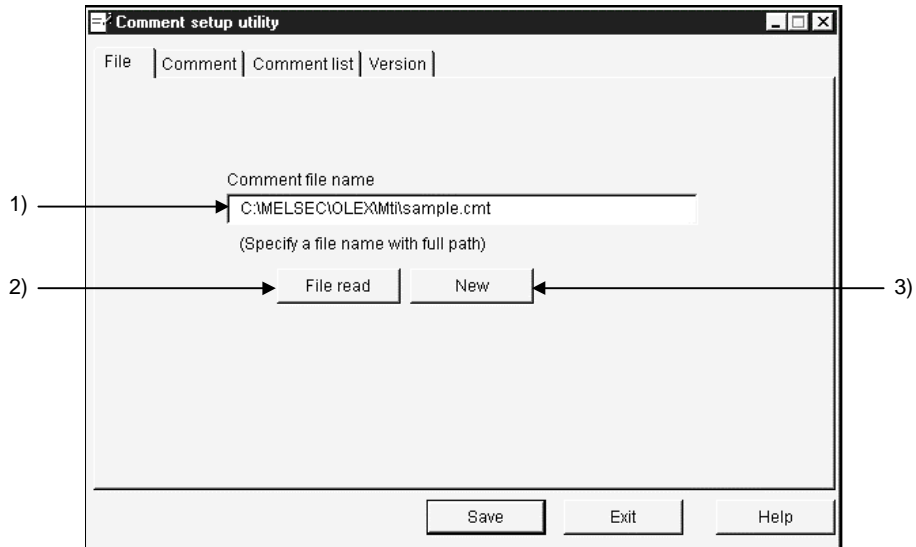 Comment setup utility
File Comment Comment list Version
Comment file name
1)
C:\MELSEC\OLEX\Mti\sample.cmt
(Specify a file name with full path)
2)
File read New
3)
Save Exit Help